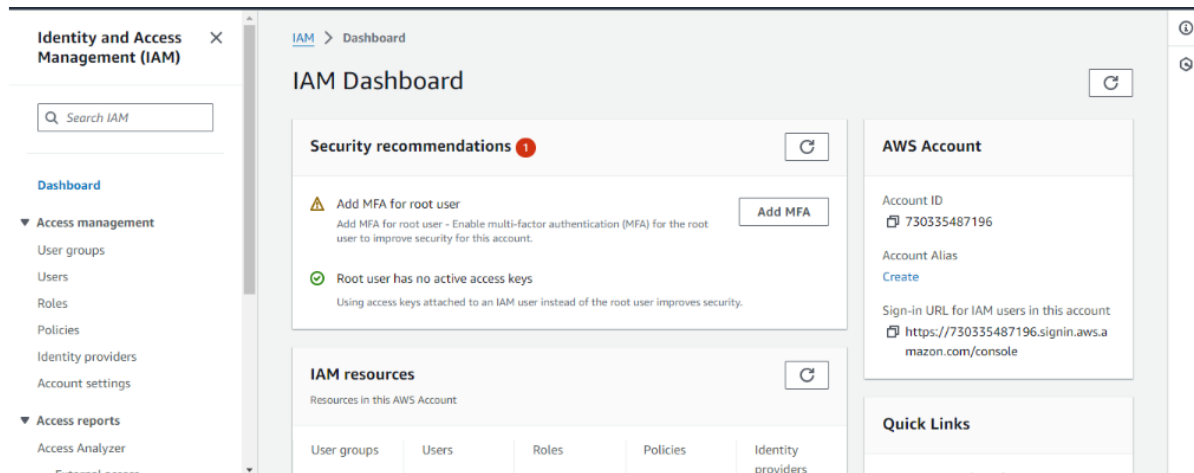 Identity and Access
Management (IAM)
Search IAM
Dashboard
Access management
User groups
Users
Roles
Policies
Identity providers
Account settings
Access reports
Access Analyzer
External access
IAM > Dashboard
IAM Dashboard
Security recommendations 1
Add MFA for root user
Add MFA for root user - Enable multi-factor authentication (MFA) for the root
user to improve security for this account.
Add MFA
Root user has no active access keys
Using access keys attached to an IAM user instead of the root user improves security.
IAM resources
Resources in this AWS Account
User groups
Users
Roles
Policies
Identity
providers
AWS Account
Account ID
730335487196
Account Alias
Create
Sign-in URL for IAM users in this account
https://730335487196.signin.aws.a
mazon.com/console
Quick Links